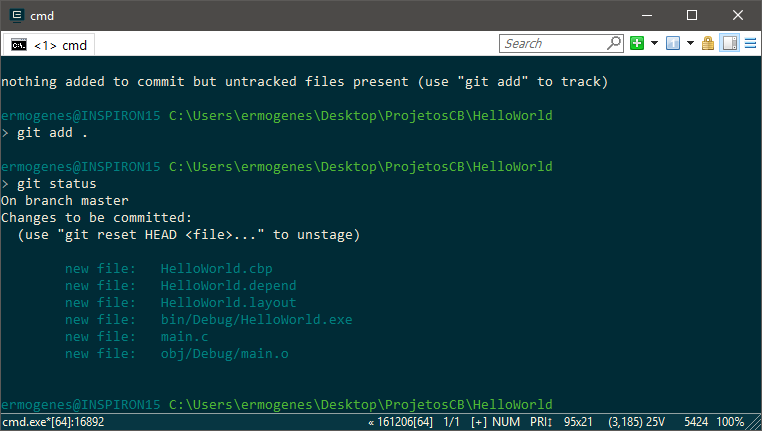 cmd
<1> cmd
Search
nothing added to commit but untracked files present (use "git add" to track)
ermogenes@INSPIRON15 C:\Users\ermogenes\Desktop\ProjetosCB\HelloWorld
> git add .
ermogenes@INSPIRON15 C:\Users\ermogenes\Desktop\ProjetosCB\HelloWorld
> git status
On branch master
Changes to be committed:
  (use "git reset HEAD <file>..." to unstage)
        new file:   HelloWorld.cbp
        new file:   HelloWorld.depend
        new file:   HelloWorld.layout
        new file:   bin/Debug/HelloWorld.exe
        new file:   main.c
        new file:   obj/Debug/main.o
ermogenes@INSPIRON15 C:\Users\ermogenes\Desktop\ProjetosCB\HelloWorld
cmd.exe*[64]:16892 « 161206[64] 1/1 [+] NUM PRI↕ 95x21 (3,185) 25V 5424 100%